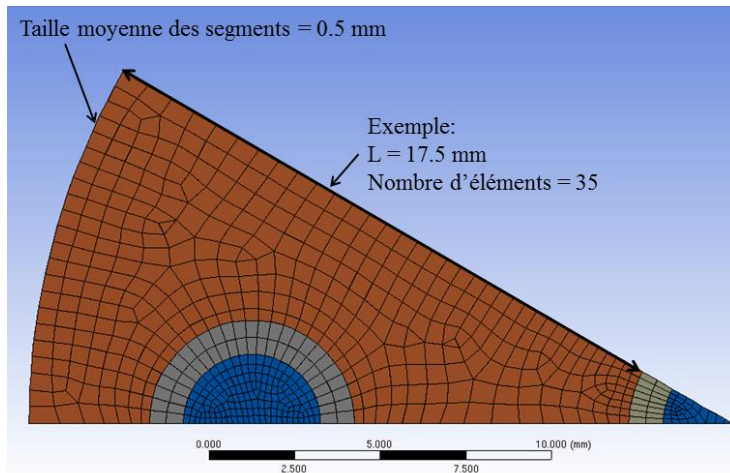 Taille moyenne des segments = 0.5 mm
Exemple:
L = 17.5 mm
Nombre d'éléments = 35
0.000 5.000 10.000 (mm)
2.500 7.500